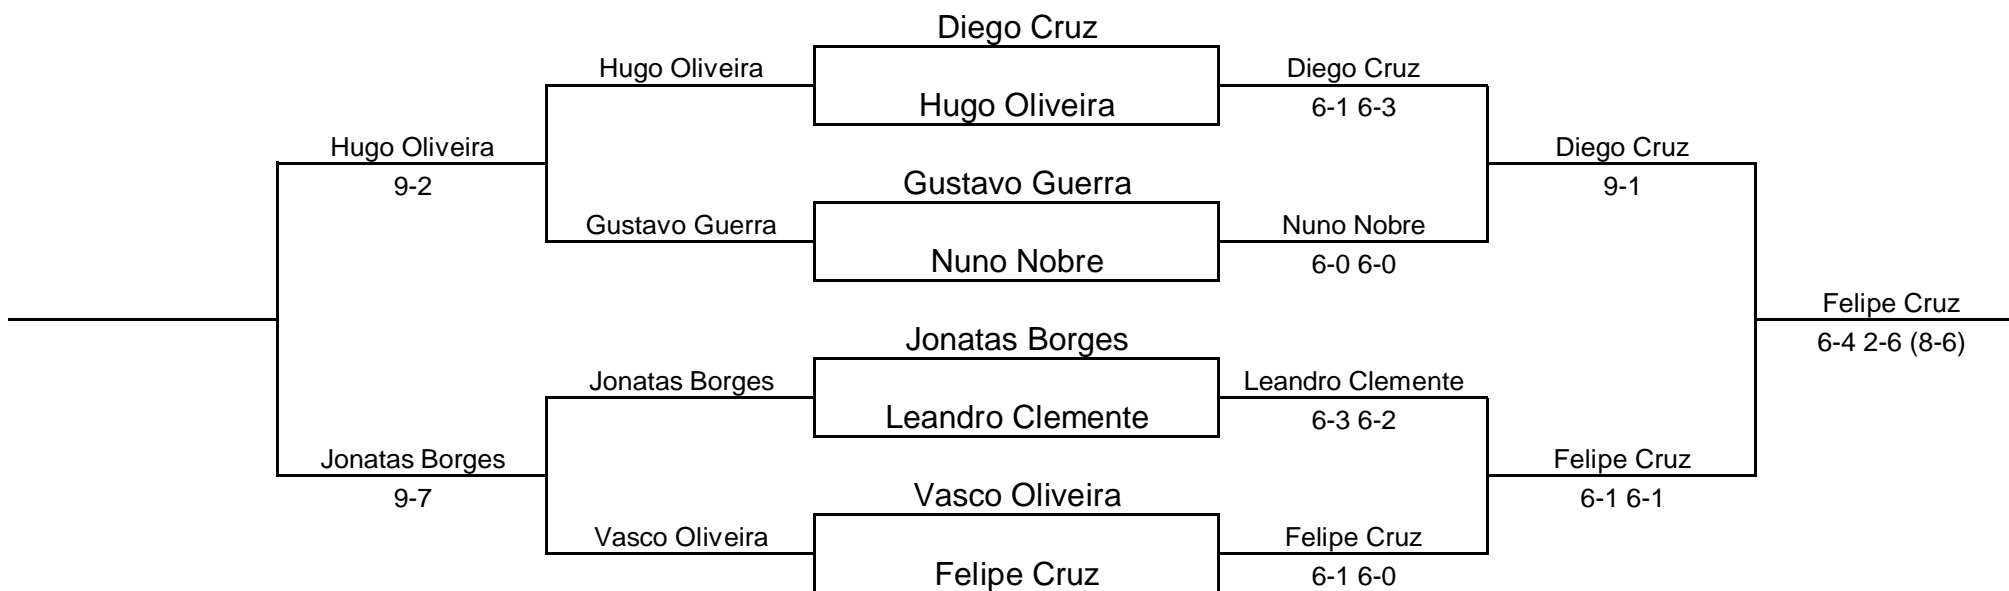 Diego Cruz
Hugo Oliveira
Diego Cruz
Hugo Oliveira
6-1 6-3
Hugo Oliveira
Diego Cruz
9-2
Gustavo Guerra
9-1
Gustavo Guerra
Nuno Nobre
Nuno Nobre
6-0 6-0
Felipe Cruz
Jonatas Borges
6-4 2-6 (8-6)
Jonatas Borges
Leandro Clemente
Leandro Clemente
6-3 6-2
Jonatas Borges
Felipe Cruz
9-7
Vasco Oliveira
6-1 6-1
Vasco Oliveira
Felipe Cruz
Felipe Cruz
6-1 6-0